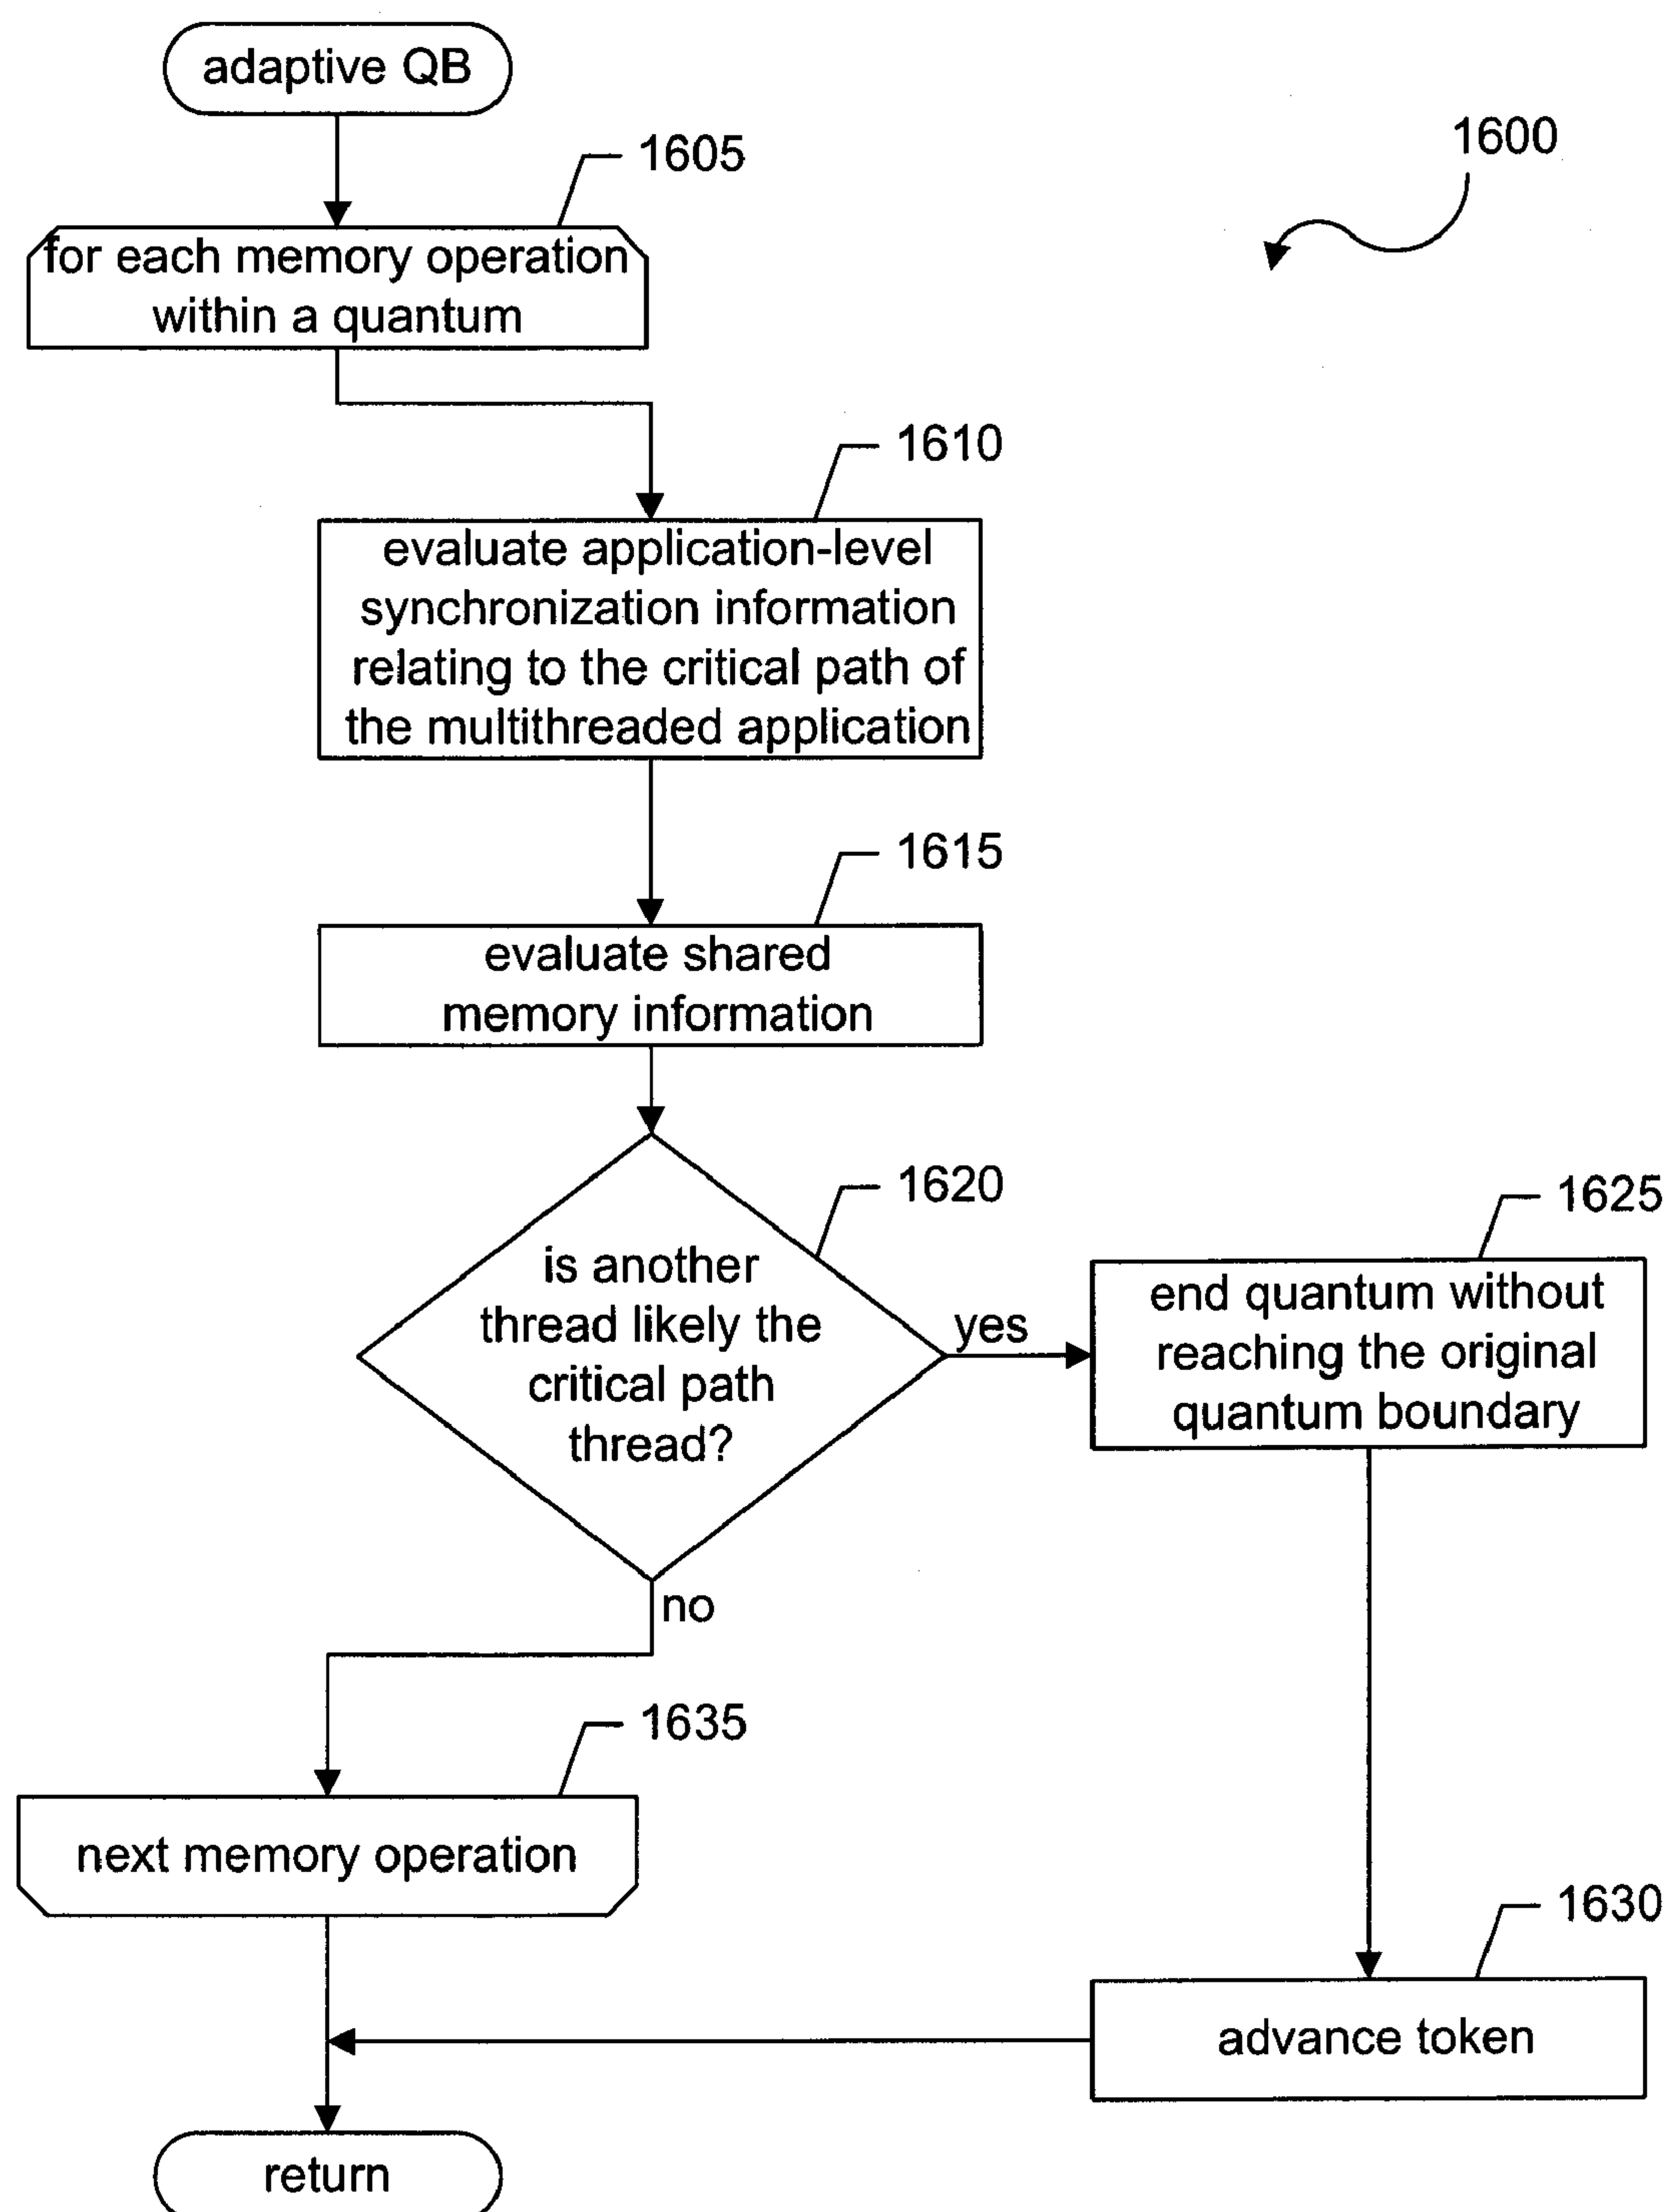 adaptive QB
1605
1600
for each memory operation
within a quantum
1610
evaluate application-level
synchronization information
relating to the critical path of
the multithreaded application
1615
evaluate shared
memory information
1620
is another
thread likely the
critical path
thread?
yes
1625
end quantum without
reaching the original
quantum boundary
no
1635
next memory operation
1630
advance token
return